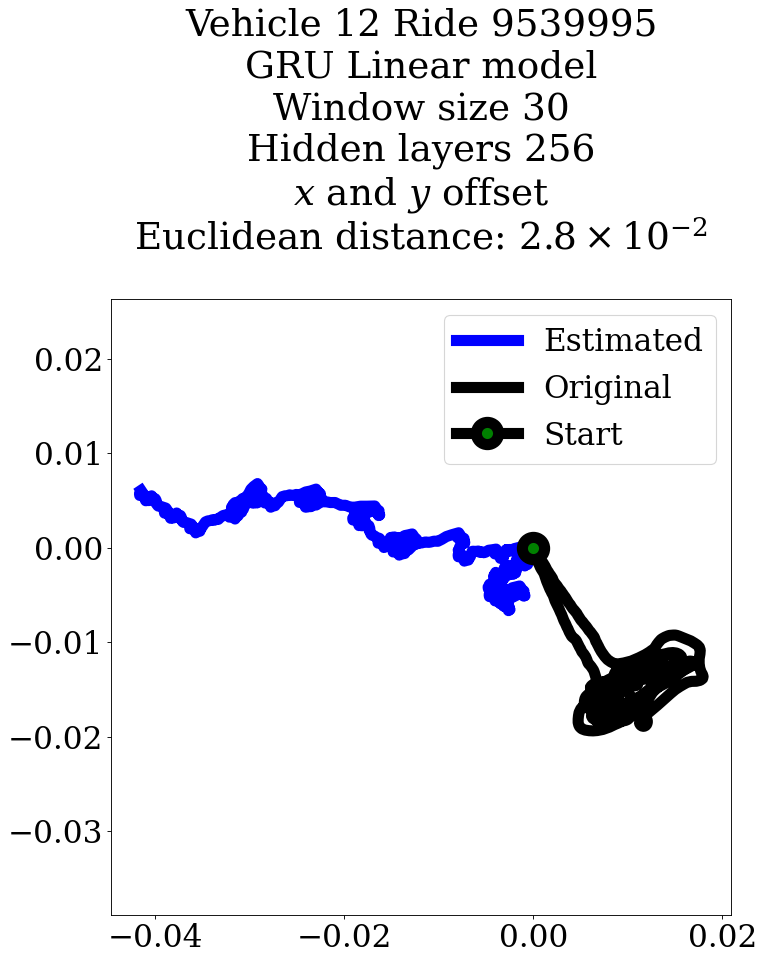 Vehicle 12 Ride 9539995
GRU Linear model
Window size 30
Hidden layers 256
x and y offset
Euclidean distance: 2.8 × 10⁻²
Estimated
Original
Start
0.02
0.01
0.00
−0.01
−0.02
−0.03
−0.04 −0.02 0.00 0.02